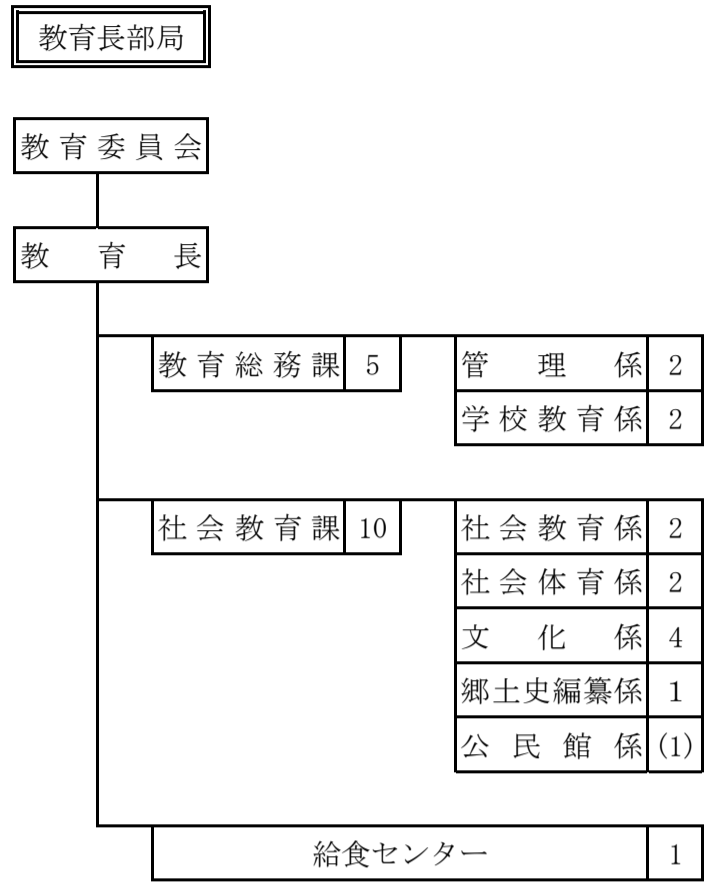 教育長部局
教育委員会
教育長
教育総務課 5 管理係 2
学校教育係 2
社会教育課 10 社会教育係 2
社会体育係 2
文化係 4
郷土史編纂係 1
公民館係 (1)
給食センター 1